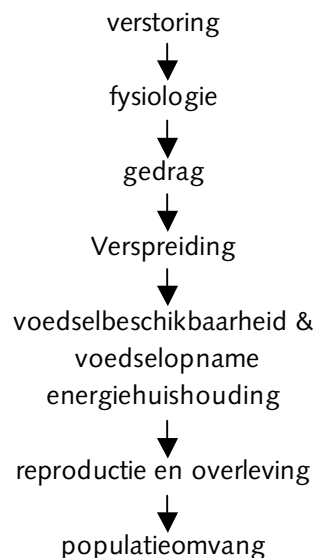 verstoring
fysiologie
gedrag
Verspreiding
voedselbeschikbaarheid &
voedselopname
energiehuishouding
reproductie en overleving
populatieomvang